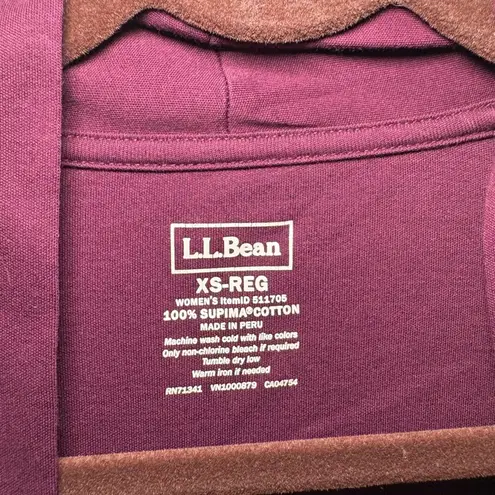 L.L.Bean
XS-REG
WOMEN'S ItemID 511705
100% SUPIMA®COTTON
MADE IN PERU
Machine wash cold with like colors
Only non-chlorine bleach if required
Tumble dry low
Warm iron if needed
RN71341 VN1000879 CA04754